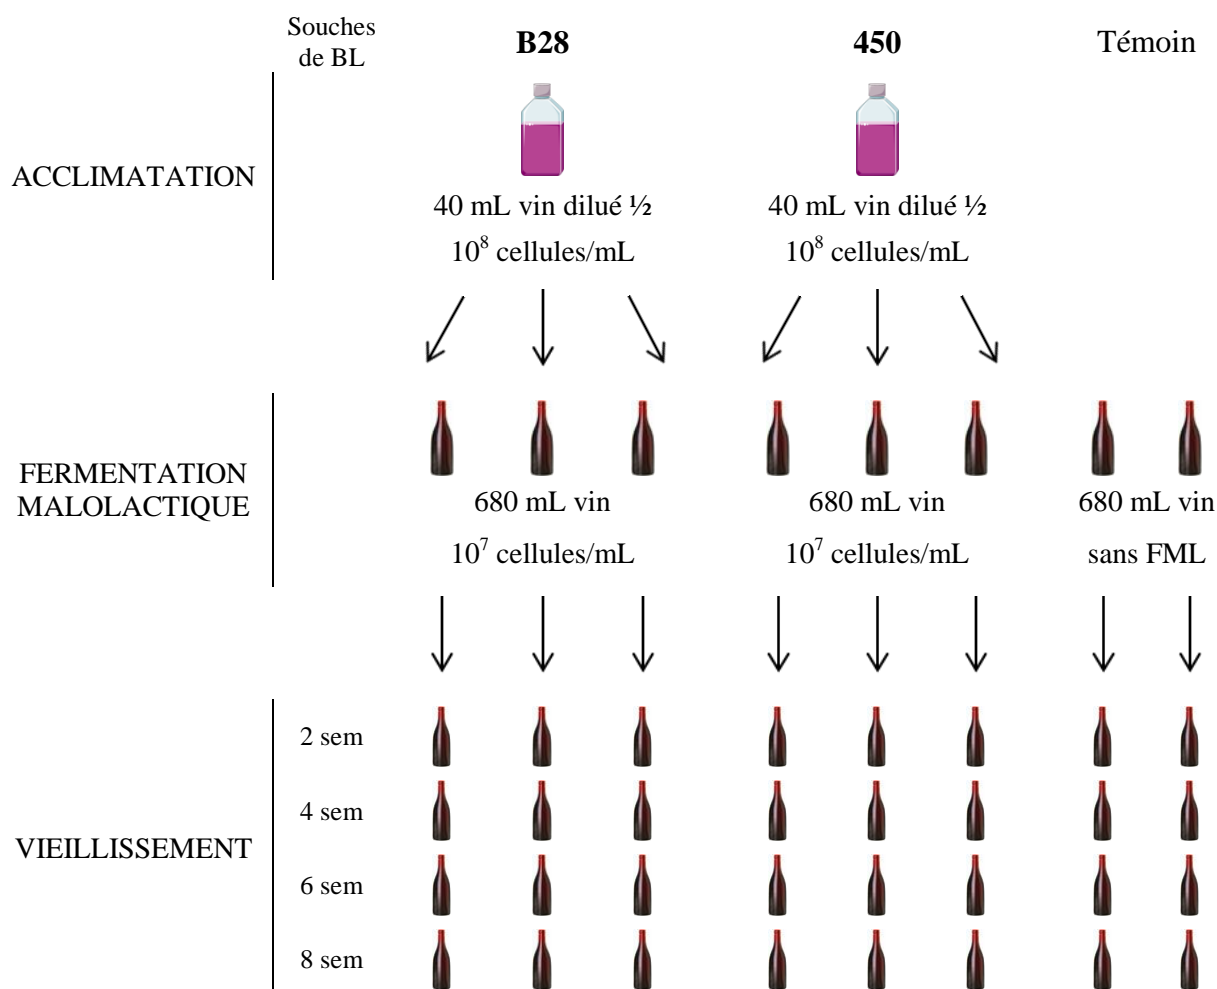 Souches
de BL
B28
450
Témoin
ACCLIMATATION
40 mL vin dilué ½
40 mL vin dilué ½
10⁸ cellules/mL
10⁸ cellules/mL
FERMENTATION
MALOLACTIQUE
680 mL vin
680 mL vin
680 mL vin
10⁷ cellules/mL
10⁷ cellules/mL
sans FML
VIEILLISSEMENT
2 sem
4 sem
6 sem
8 sem